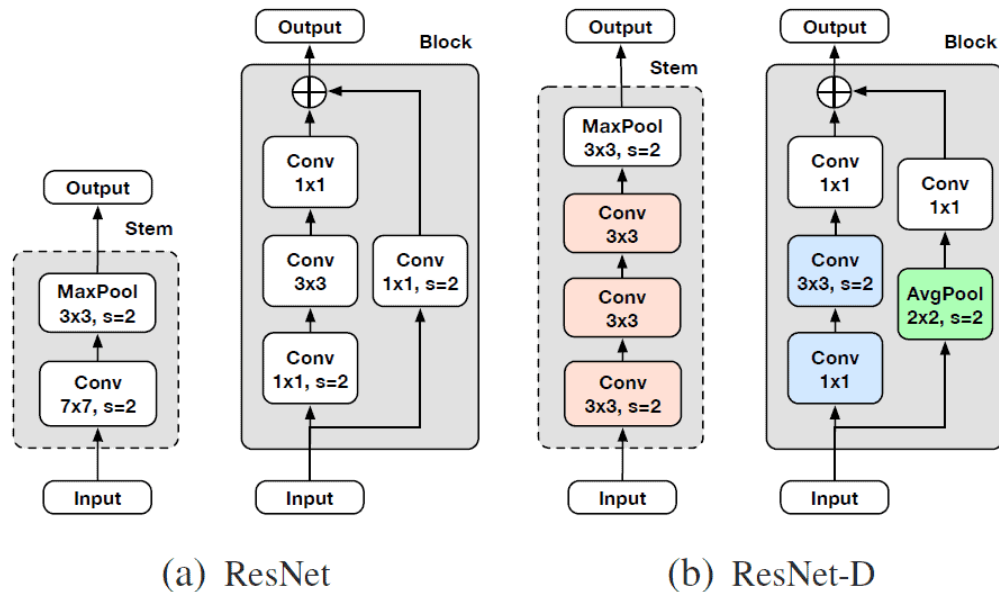 Output
Stem
MaxPool
3x3, s=2
Conv
7x7, s=2
Input
Output
Block
Conv
1x1
Conv
3x3
Conv
1x1, s=2
Conv
1x1, s=2
Input
(a) ResNet
Output
Stem
MaxPool
3x3, s=2
Conv
3x3
Conv
3x3
Conv
3x3, s=2
Input
Output
Block
Conv
1x1
Conv
1x1
Conv
3x3, s=2
AvgPool
2x2, s=2
Conv
1x1
Input
(b) ResNet-D